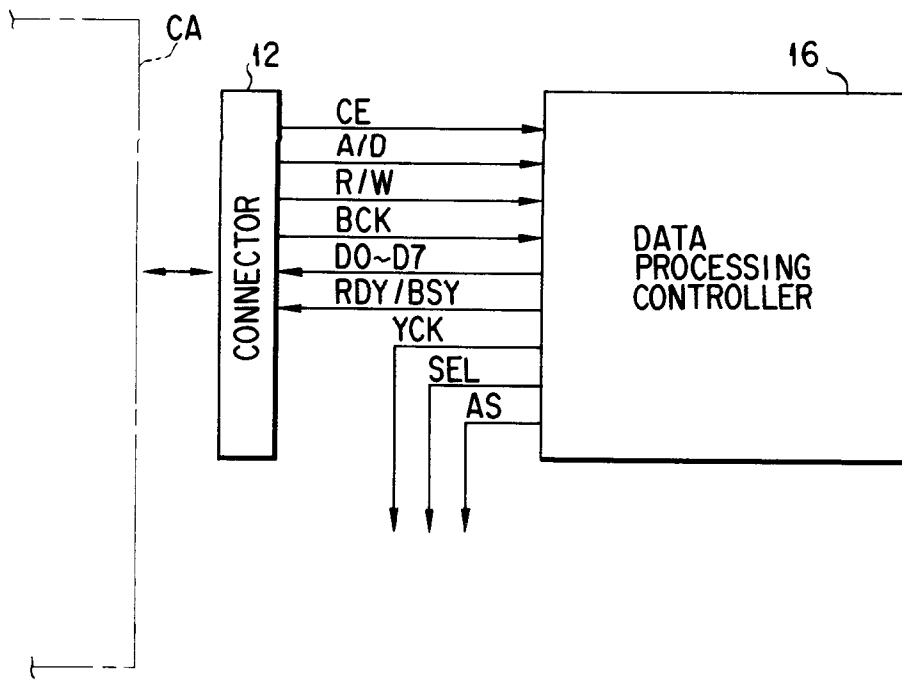 CA
12
16
CE
A/D
R/W
BCK
D0~D7
RDY/BSY
YCK
SEL
AS
CONNECTOR
DATA
PROCESSING
CONTROLLER